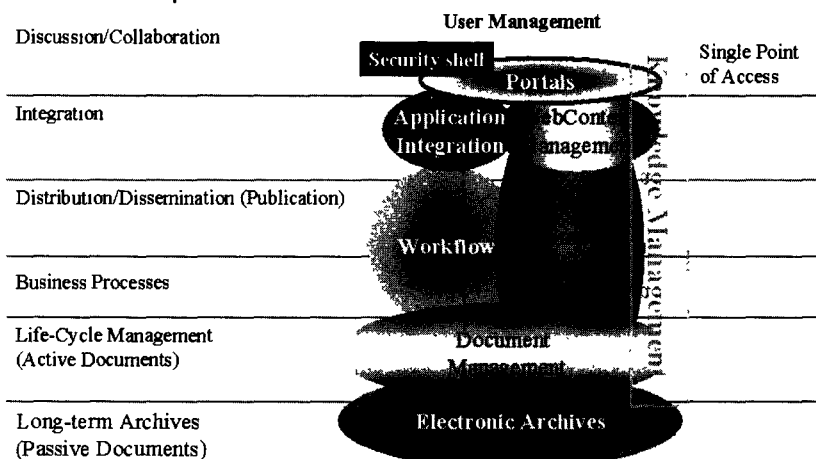 User Management
Discussion/Collaboration
Security shelf
Portals
Single Point
of Access
Integration
Application
Integration
Distribution/Dissemination (Publication)
Workflow
Knowledge Management
Business Processes
Life-Cycle Management
(Active Documents)
Document
Management
Long-term Archives
(Passive Documents)
Electronic Archives